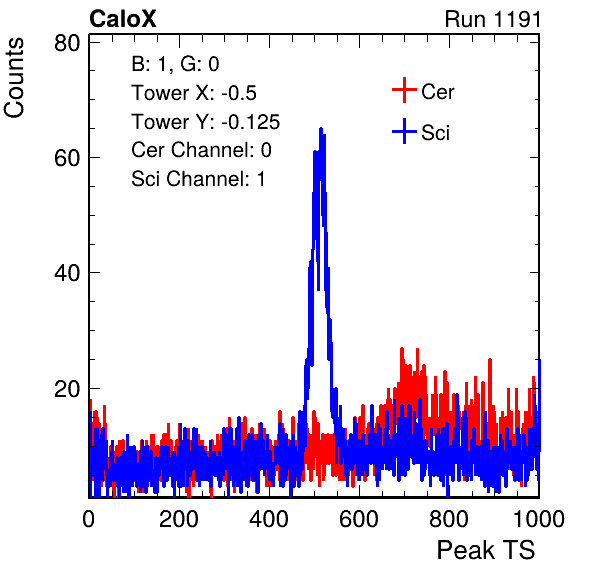 CaloX Run 1191
Counts
80
60
40
20
B: 1, G: 0
Tower X: -0.5
Tower Y: -0.125
Cer Channel: 0
Sci Channel: 1
Cer
Sci
0 200 400 600 800 1000
Peak TS